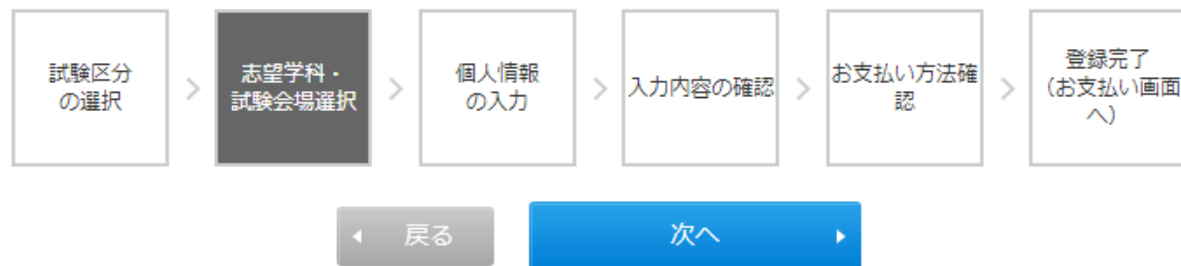 試験区分
の選択
志望学科・
試験会場選択
個人情報
の入力
入力内容の確認
お支払い方法確
認
登録完了
（お支払い画面
へ）
戻る
次へ